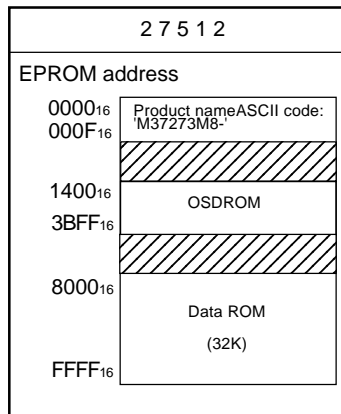 27512
EPROM address
0000₁₆
000F₁₆
Product nameASCII code:
'M37273M8-'
1400₁₆
3BFF₁₆
OSDROM
8000₁₆
Data ROM
(32K)
FFFF₁₆